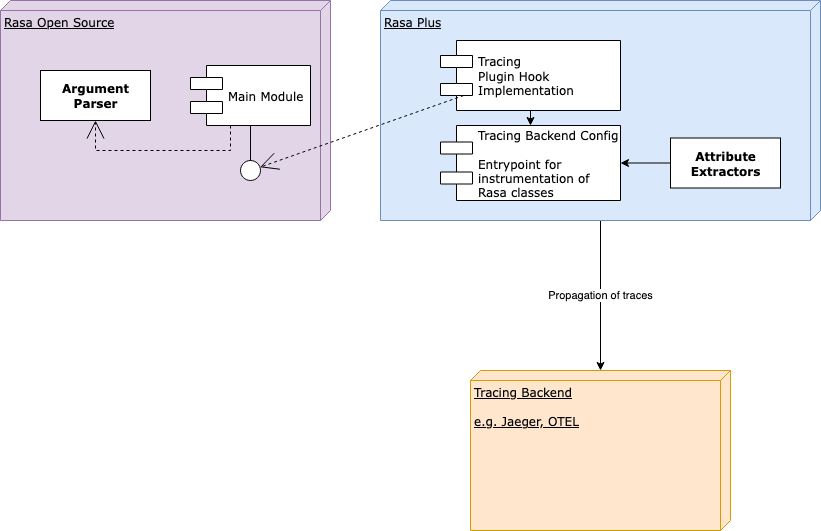 Rasa Open Source
Argument
Parser
Main Module
Rasa Plus
Tracing
Plugin Hook
Implementation
Tracing Backend Config
Entrypoint for
instrumentation of
Rasa classes
Attribute
Extractors
Propagation of traces
Tracing Backend
e.g. Jaeger, OTEL